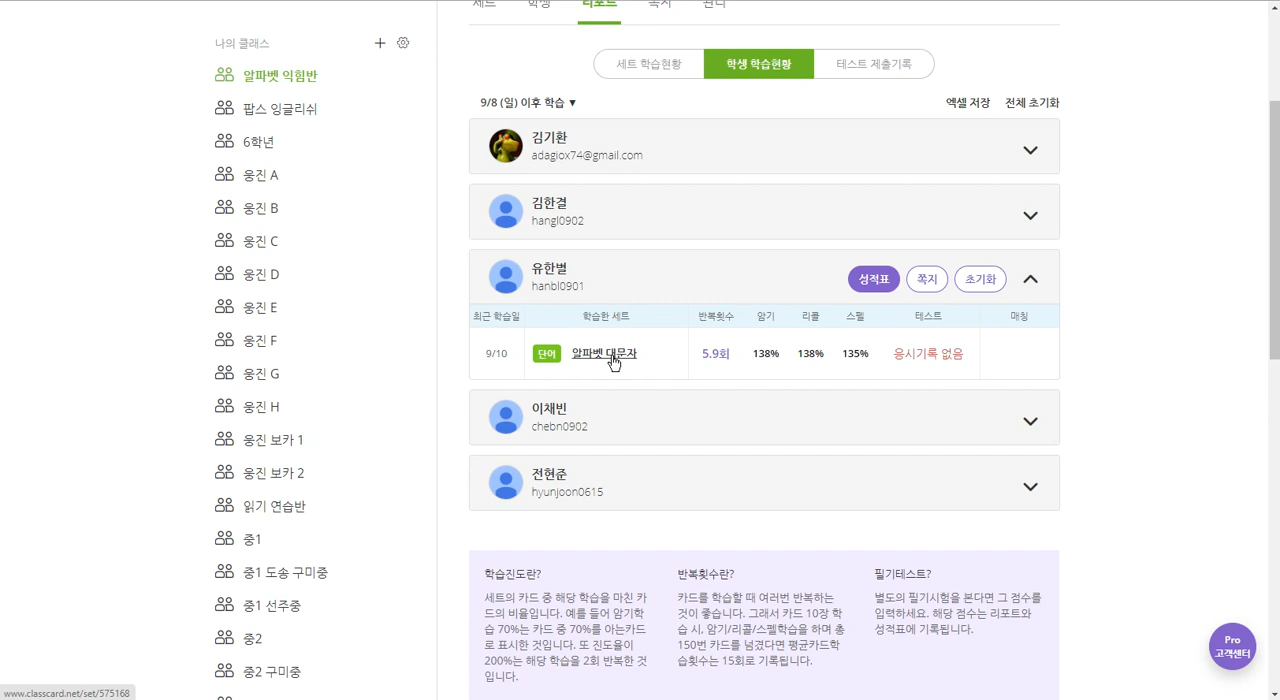 세트 학생 리포트 쪽지 관리
나의 클래스
알파벳 익힘반
팝스 잉글리쉬
6학년
웅진 A
웅진 B
웅진 C
웅진 D
웅진 E
웅진 F
웅진 G
웅진 H
웅진 보카 1
웅진 보카 2
읽기 연습반
중1
중1 도송 구미중
중1 선주중
중2
중2 구미중
세트 학습현황 학생 학습현황 테스트 제출기록
9/8 (일) 이후 학습 ▼ 엑셀 저장 전체 초기화
김기환
adagiox74@gmail.com
김한결
hangl0902
유한별
hanbl0901
성적표 쪽지 초기화
최근 학습일 학습한 세트 반복횟수 암기 리콜 스펠 테스트 매칭
9/10 단어 알파벳 대문자 5.9회 138% 138% 135% 응시기록 없음
이채빈
chebn0902
전현준
hyunjoon0615
학습진도란?
세트의 카드 중 해당 학습을 마친 카
드의 비율입니다. 예를 들어 암기학
습 70%는 카드 중 70%를 아는카드
로 표시한 것입니다. 또 진도율이
200%는 해당 학습을 2회 반복한 것
입니다.
반복횟수란?
카드를 학습할 때 여러번 반복하는
것이 좋습니다. 그래서 카드 10장 학
습 시, 암기/리콜/스펠학습을 하며 총
150번 카드를 넘겼다면 평균카드학
습횟수는 15회로 기록됩니다.
필기테스트?
별도의 필기시험을 본다면 그 점수를
입력하세요. 해당 점수는 리포트와
성적표에 기록됩니다.
Pro
고객센터
www.classcard.net/set/575168